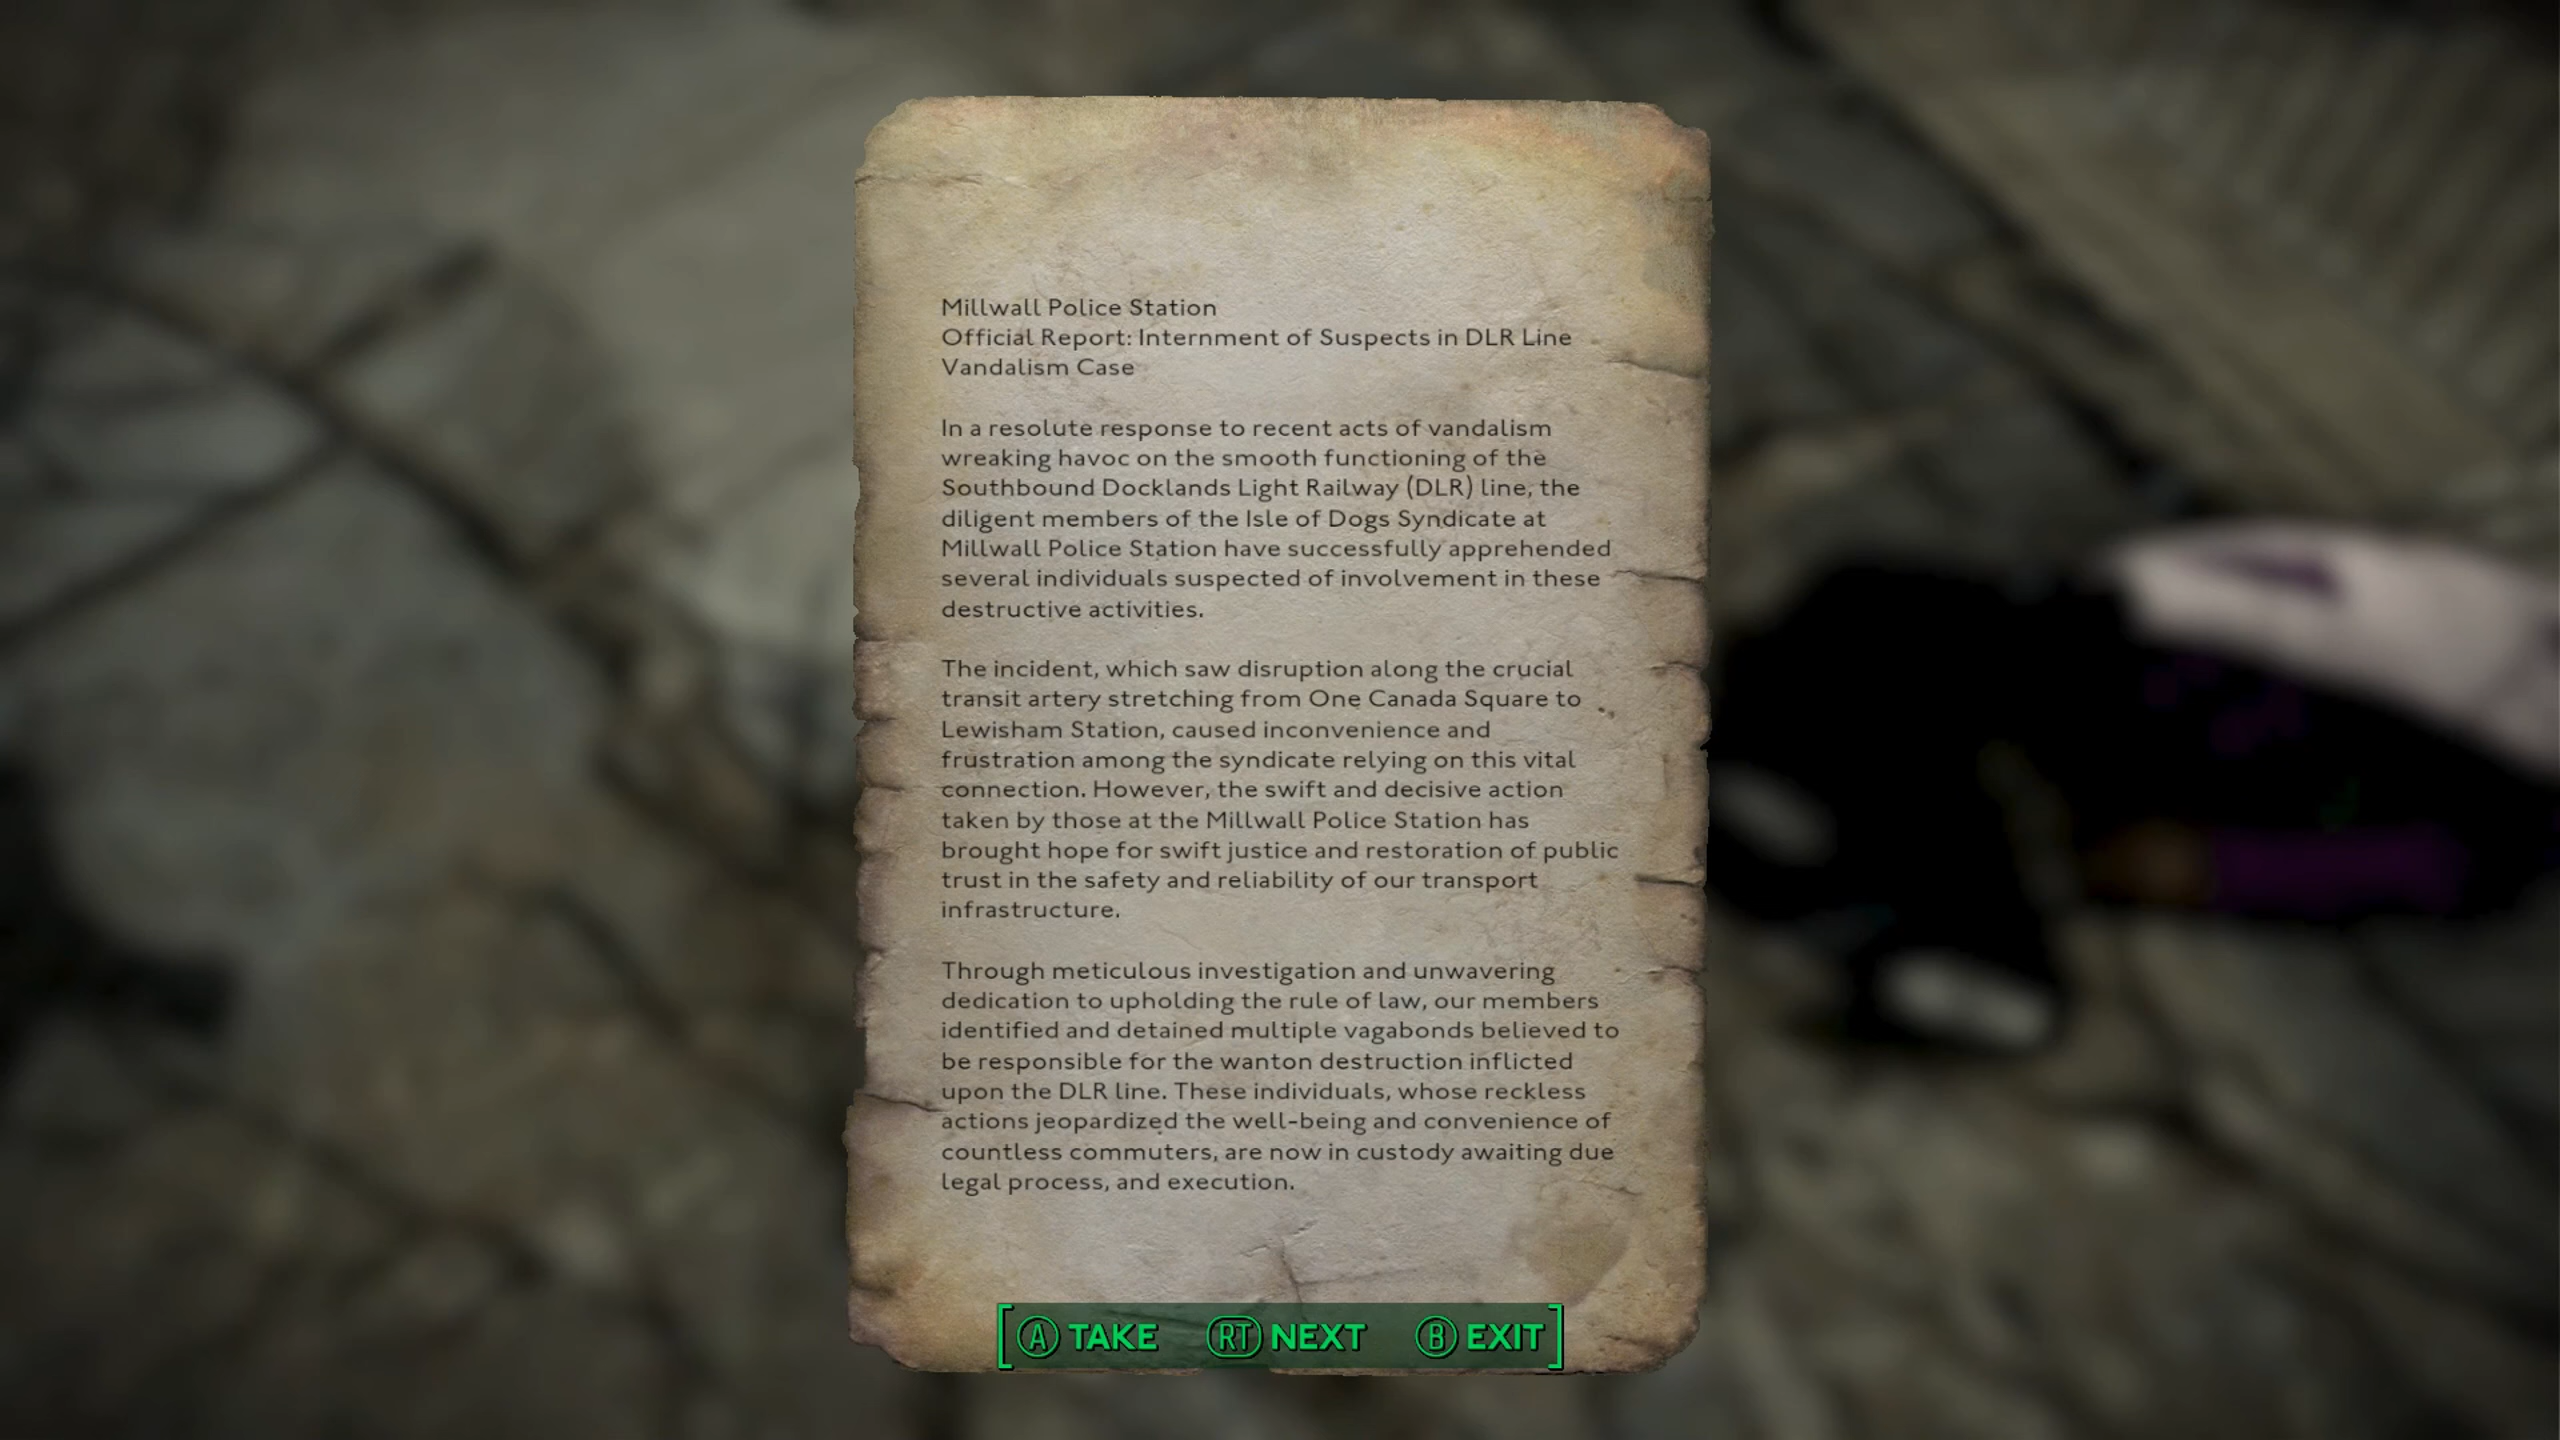 Millwall Police Station
Official Report: Internment of Suspects in DLR Line
Vandalism Case
In a resolute response to recent acts of vandalism
wreaking havoc on the smooth functioning of the
Southbound Docklands Light Railway (DLR) line, the
diligent members of the Isle of Dogs Syndicate at
Millwall Police Station have successfully apprehended
several individuals suspected of involvement in these
destructive activities.
The incident, which saw disruption along the crucial
transit artery stretching from One Canada Square to
Lewisham Station, caused inconvenience and
frustration among the syndicate relying on this vital
connection. However, the swift and decisive action
taken by those at the Millwall Police Station has
brought hope for swift justice and restoration of public
trust in the safety and reliability of our transport
infrastructure.
Through meticulous investigation and unwavering
dedication to upholding the rule of law, our members
identified and detained multiple vagabonds believed to
be responsible for the wanton destruction inflicted
upon the DLR line. These individuals, whose reckless
actions jeopardized the well-being and convenience of
countless commuters, are now in custody awaiting due
legal process, and execution.
A TAKE RT NEXT B EXIT